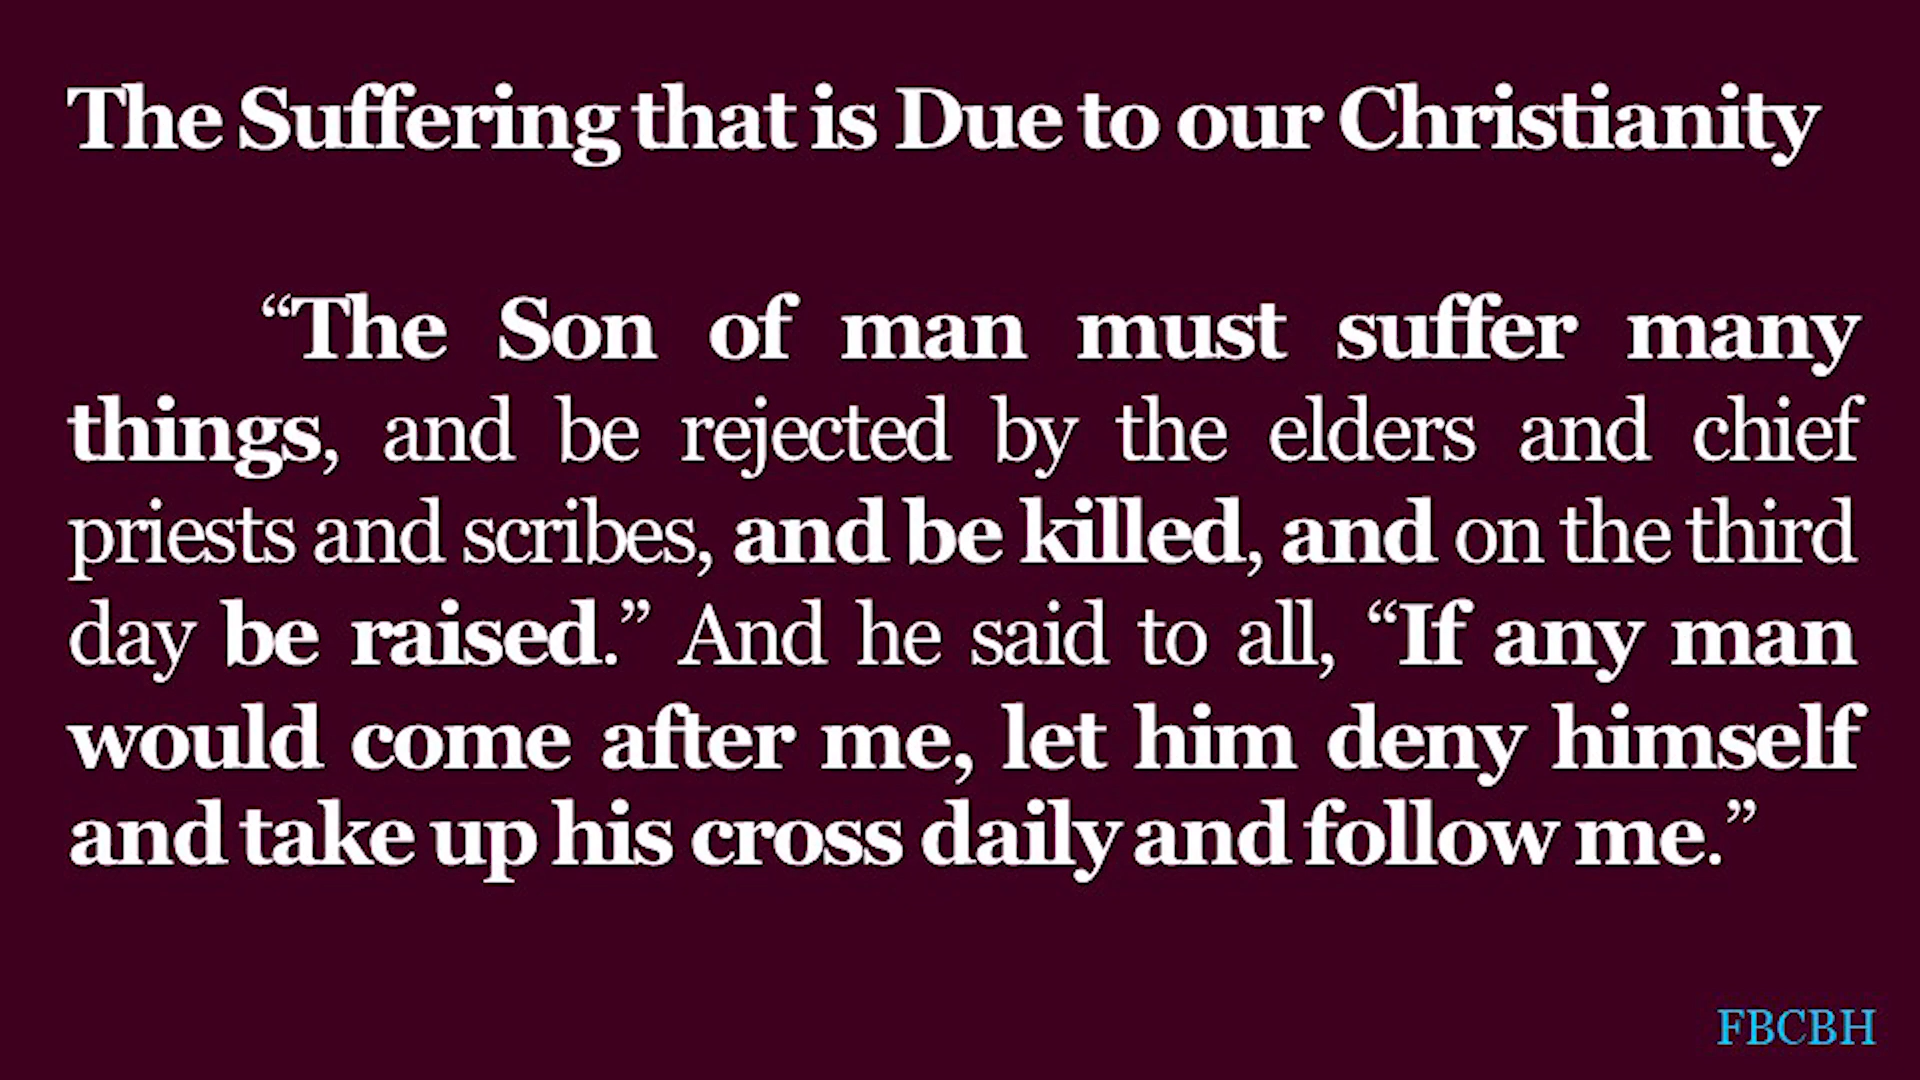 The Suffering that is Due to our Christianity
“The Son of man must suffer many
things, and be rejected by the elders and chief
priests and scribes, and be killed, and on the third
day be raised.” And he said to all, “If any man
would come after me, let him deny himself
and take up his cross daily and follow me.”
FBCBH